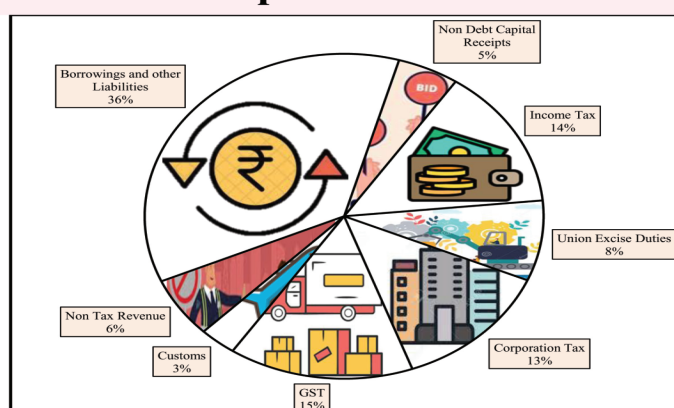 Non Debt Capital
Receipts
5%
Borrowings and other
Liabilities
36%
BID
Income Tax
14%
₹
Union Excise Duties
8%
Non Tax Revenue
6%
Customs
3%
Corporation Tax
13%
GST
15%